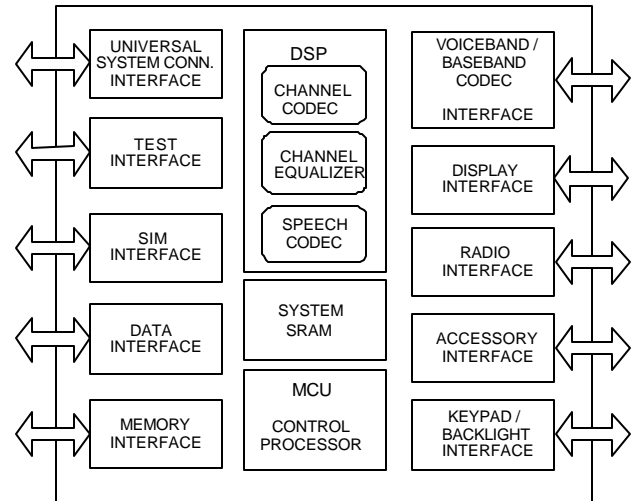 UNIVERSAL
SYSTEM CONN.
INTERFACE
TEST
INTERFACE
SIM
INTERFACE
DATA
INTERFACE
MEMORY
INTERFACE
DSP
CHANNEL
CODEC
CHANNEL
EQUALIZER
SPEECH
CODEC
SYSTEM
SRAM
MCU
CONTROL
PROCESSOR
VOICEBAND /
BASEBAND
CODEC
INTERFACE
DISPLAY
INTERFACE
RADIO
INTERFACE
ACCESSORY
INTERFACE
KEYPAD /
BACKLIGHT
INTERFACE